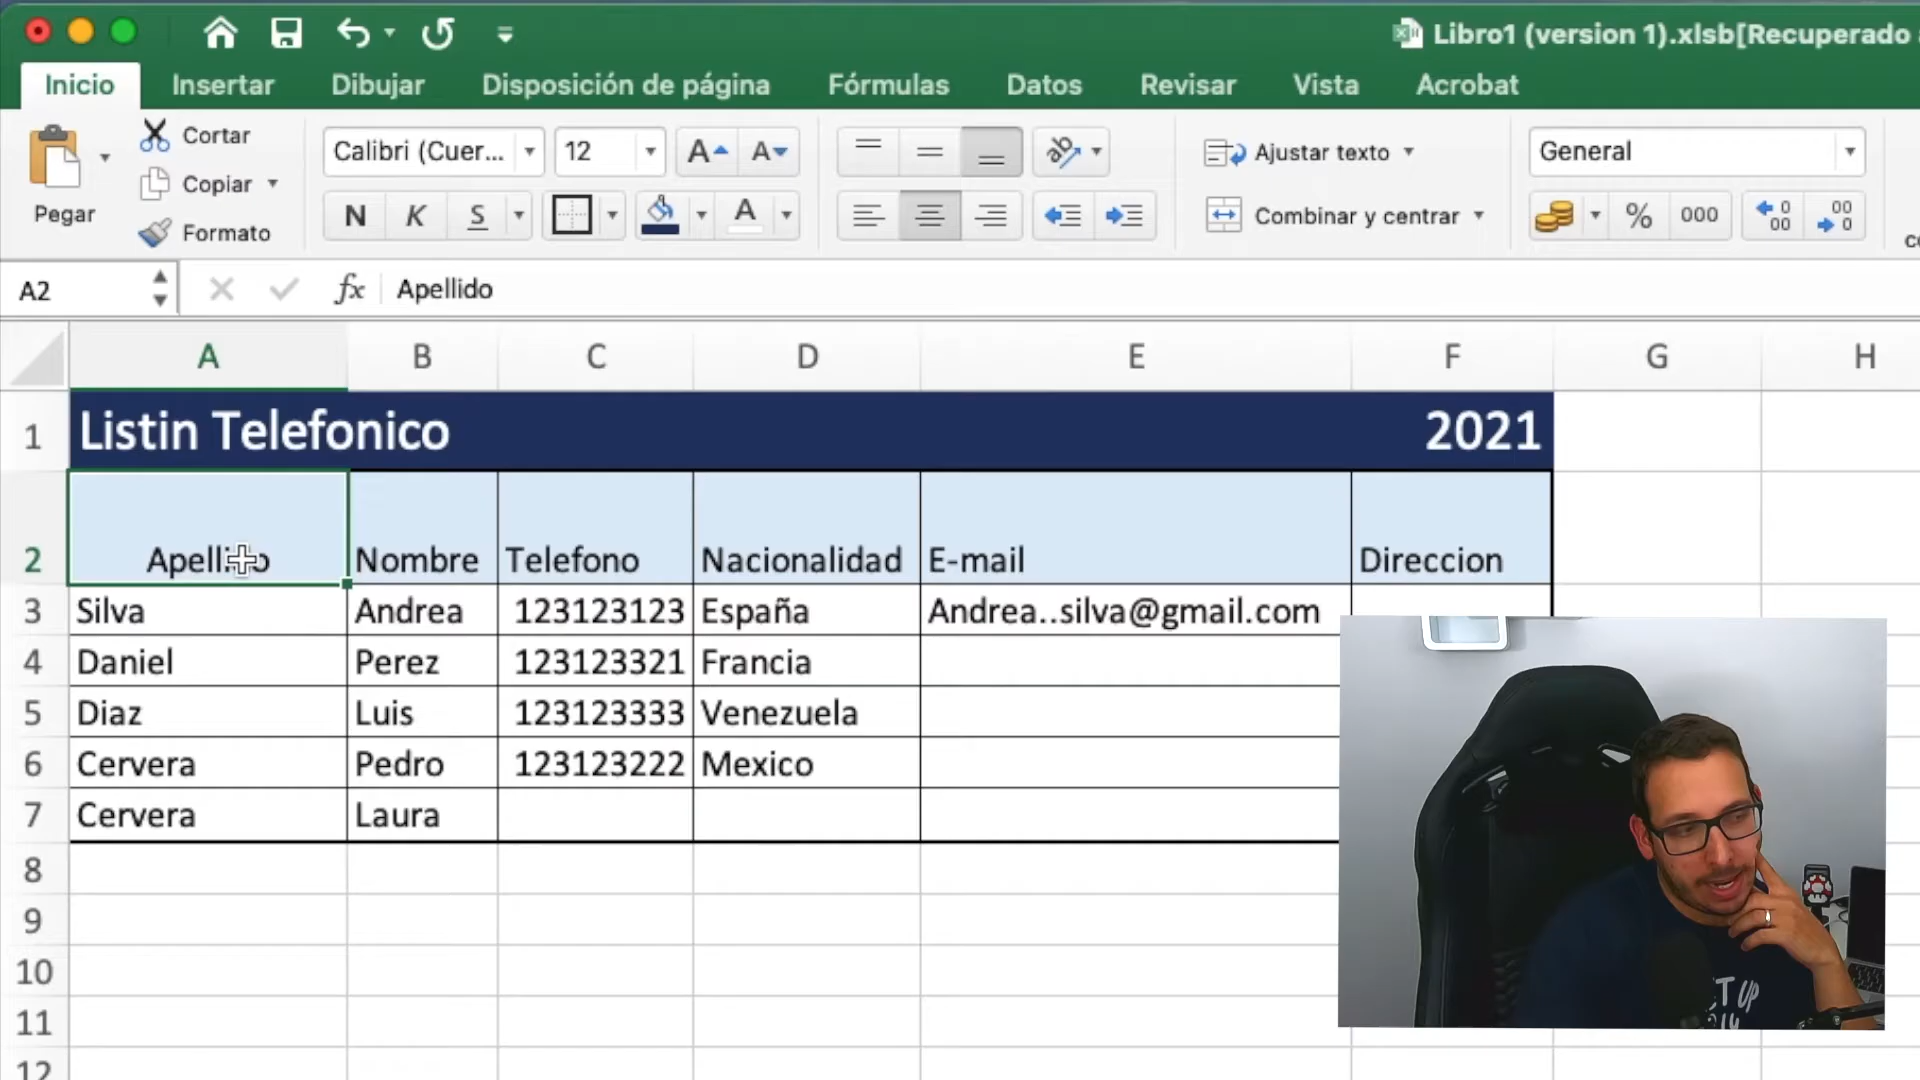 Libro1 (version 1).xlsb[Recuperado
Inicio Insertar Dibujar Disposición de página Fórmulas Datos Revisar Vista Acrobat
Pegar
Cortar
Copiar
Formato
Calibri (Cuer... 12
N K S
Ajustar texto
Combinar y centrar
General
% 000
A2 fx Apellido
A B C D E F G H
1 Listin Telefonico 2021
2 Apellido Nombre Telefono Nacionalidad E-mail Direccion
3 Silva Andrea 123123123 España Andrea..silva@gmail.com
4 Daniel Perez 123123321 Francia
5 Diaz Luis 123123333 Venezuela
6 Cervera Pedro 123123222 Mexico
7 Cervera Laura
8
9
10
11
12